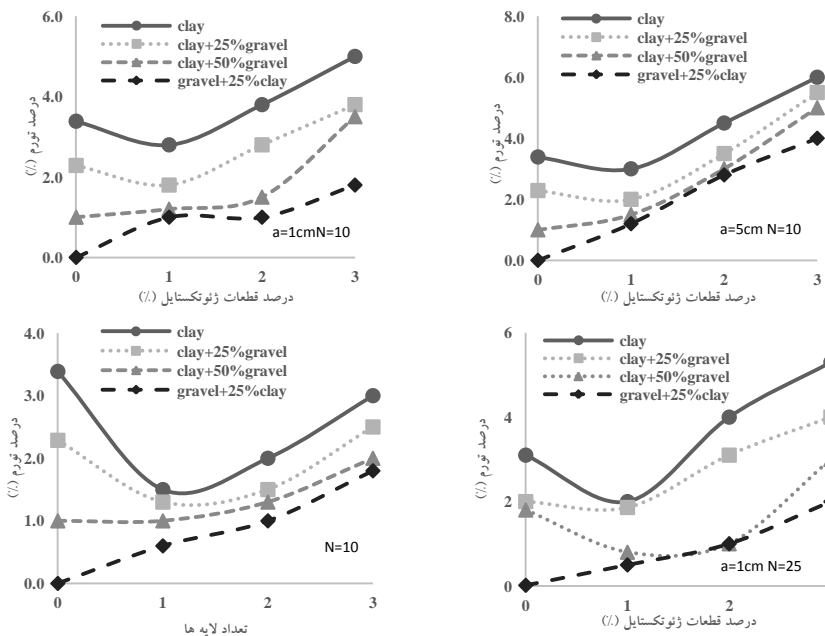 6.0
4.0
2.0
0.0
درصد تورم (٪)
clay
clay+25%gravel
clay+50%gravel
gravel+25%clay
a=1cmN=10
0 1 2 3
درصد قطعات ژئوتکستایل (٪)
8.0
6.0
4.0
2.0
0.0
درصد تورم (٪)
clay
clay+25%gravel
clay+50%gravel
gravel+25%clay
a=5cm N=10
0 1 2 3
درصد قطعات ژئوتکستایل (٪)
4.0
3.0
2.0
1.0
0.0
درصد تورم (٪)
clay
clay+25%gravel
clay+50%gravel
gravel+25%clay
N=10
0 1 2 3
تعداد لایه ها
6
4
2
0
درصد تورم (٪)
clay
clay+25%gravel
clay+50%gravel
gravel+25%clay
a=1cm N=25
0 1 2
درصد قطعات ژئوتکستایل (٪)